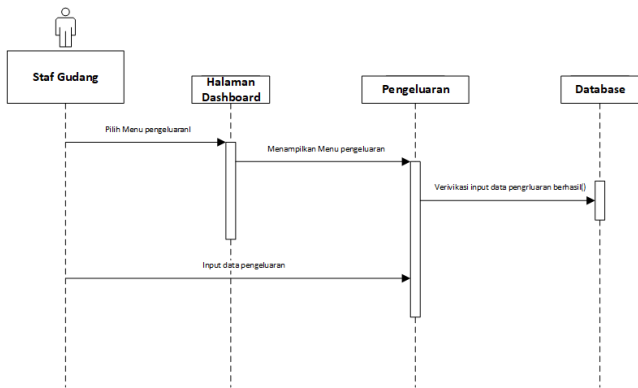 Staf Gudang
Halaman
Dashboard
Pengeluaran
Database
Pilih Menu pengeluaranl
Menampilkan Menu pengeluaran
Verivikasi input data pengrluaran berhasil()
Input data pengeluaran